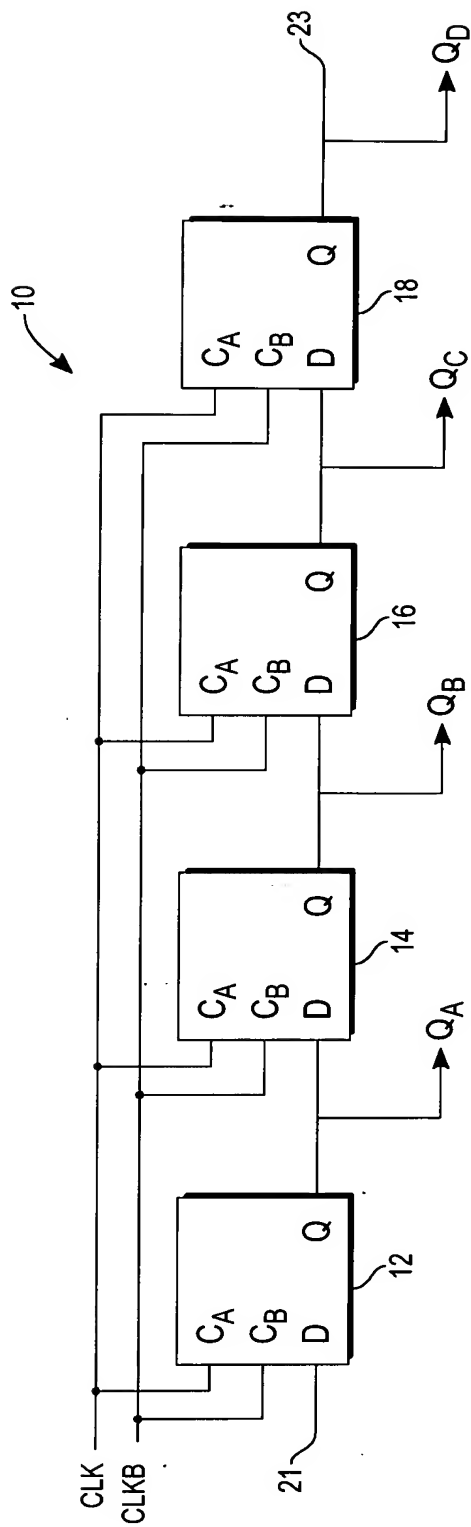 10
CLK
CLKB
C_A
C_B
D
Q
C_A
C_B
D
Q
C_A
C_B
D
Q
C_A
C_B
D
Q
21
12
14
16
18
23
Q_A
Q_B
Q_C
Q_D